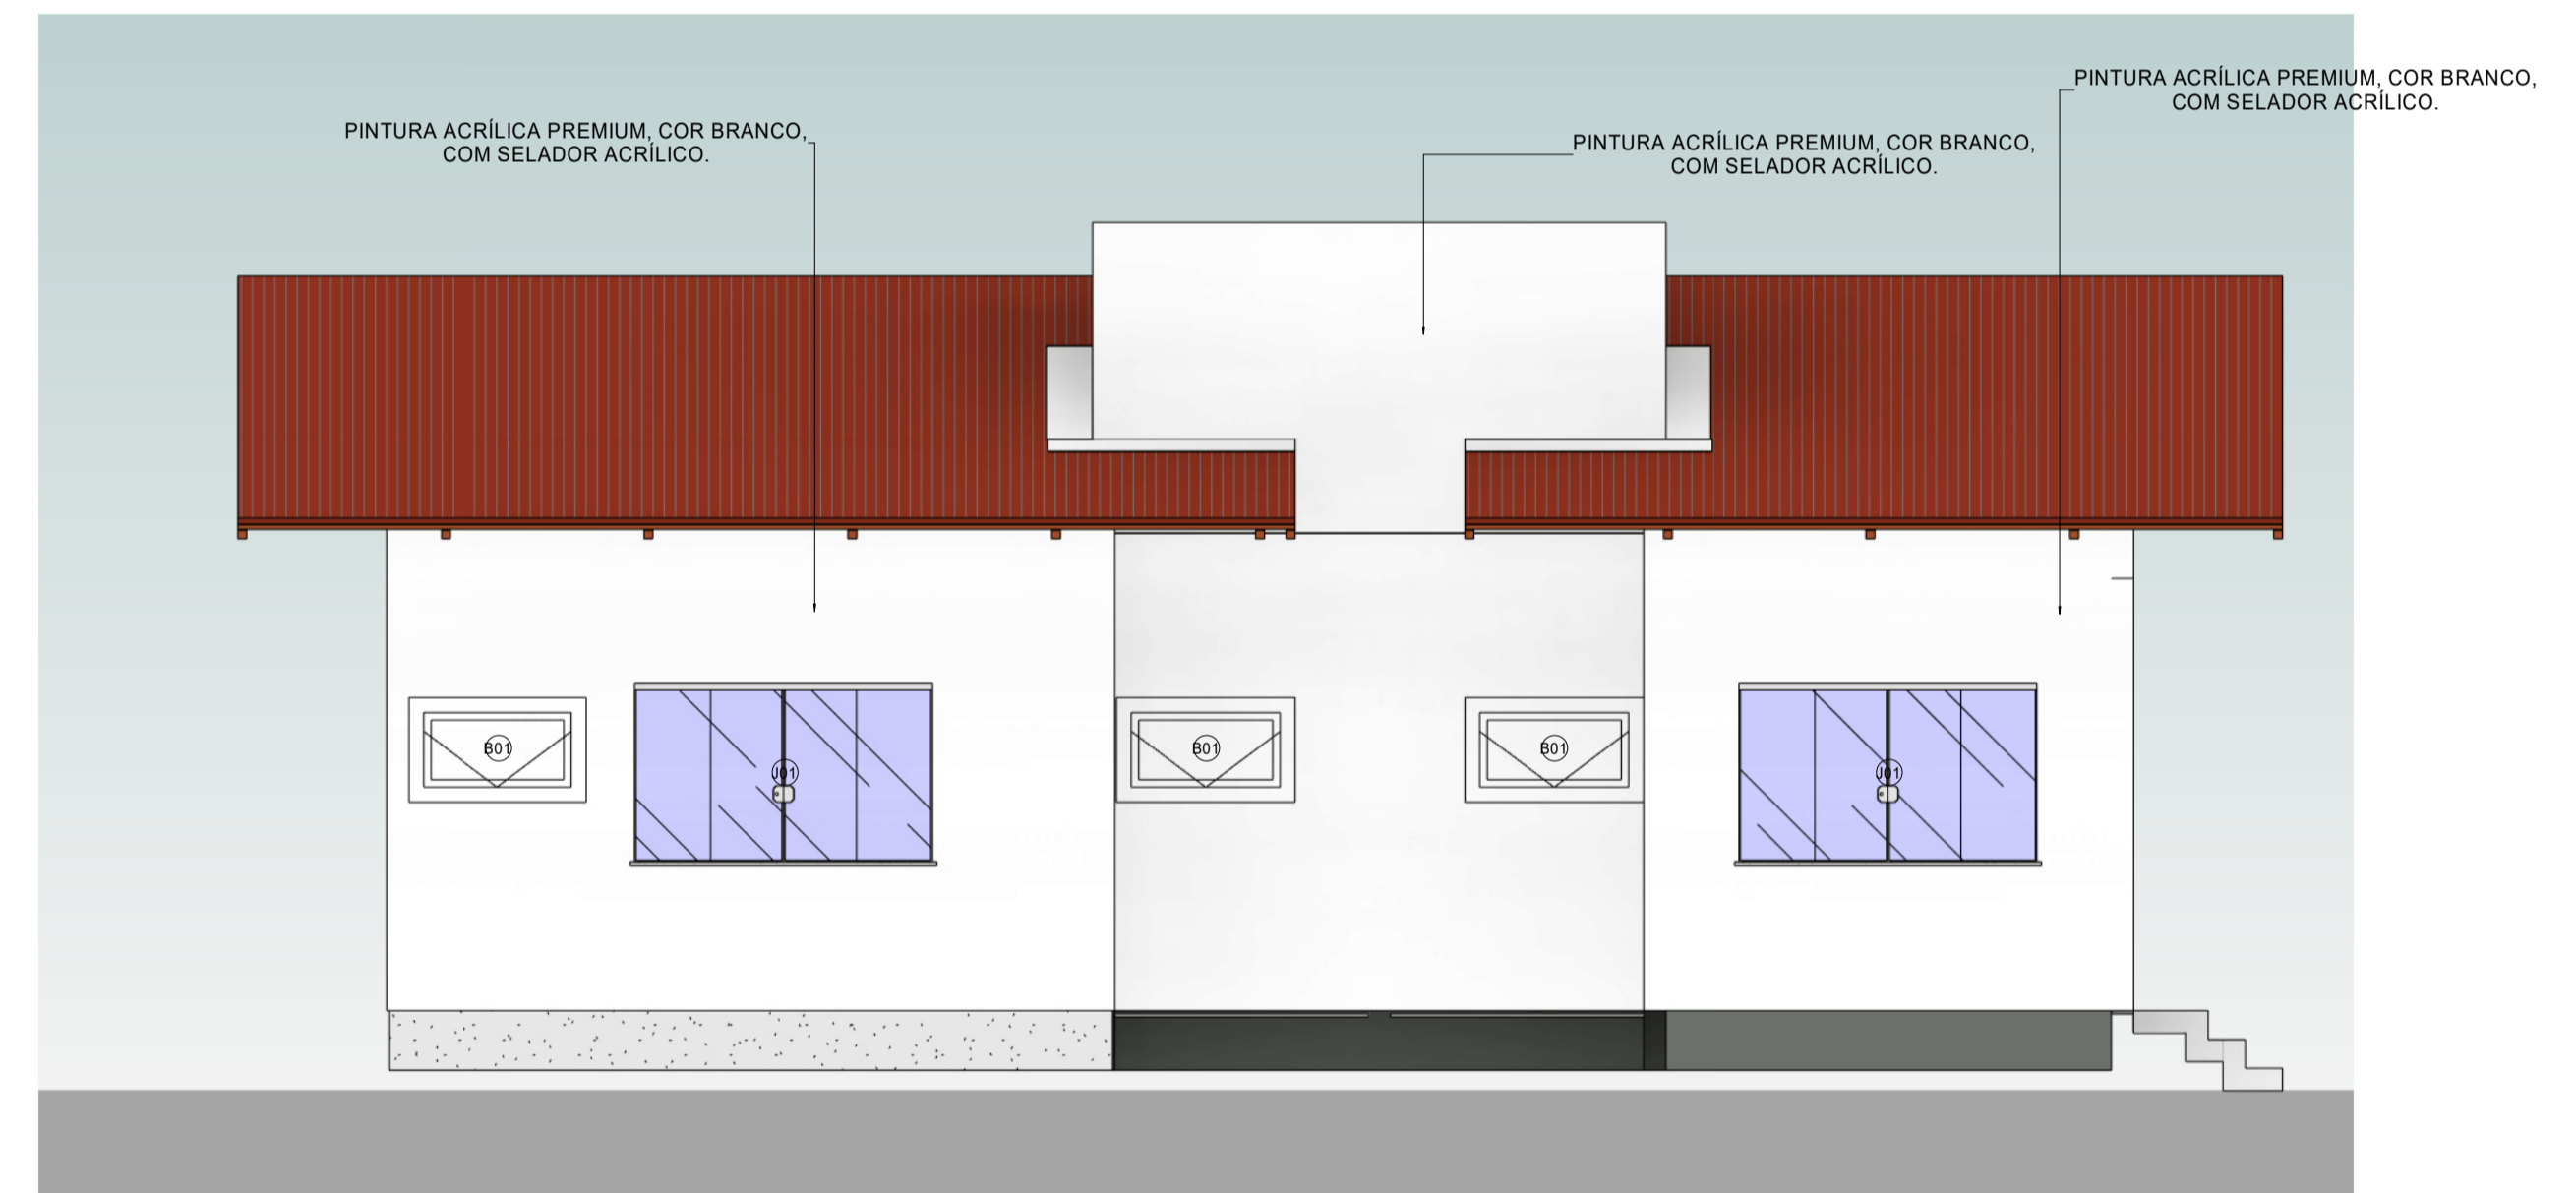 PINTURA ACRÍLICA PREMIUM, COR BRANCO,
COM SELADOR ACRÍLICO.
PINTURA ACRÍLICA PREMIUM, COR BRANCO,
COM SELADOR ACRÍLICO.
PINTURA ACRÍLICA PREMIUM, COR BRANCO,
COM SELADOR ACRÍLICO.
B01
J01
B01
B01
J01